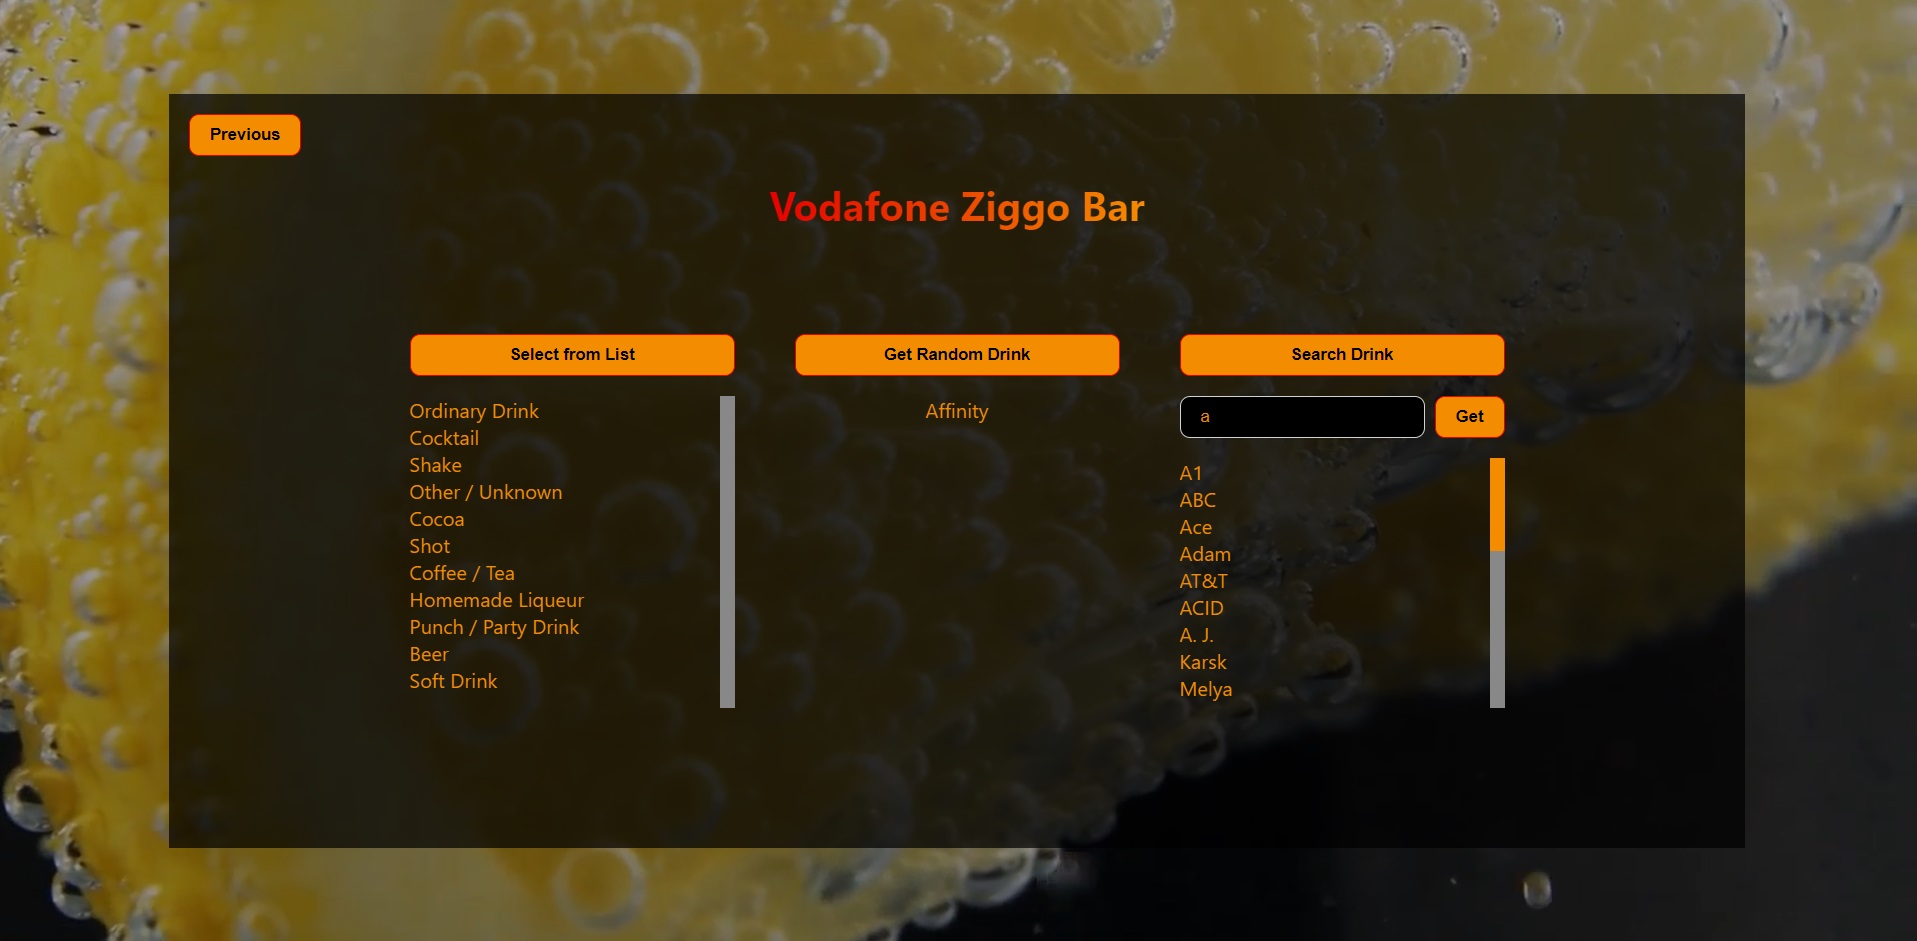 Previous
Vodafone Ziggo Bar
Select from List
Ordinary Drink
Cocktail
Shake
Other / Unknown
Cocoa
Shot
Coffee / Tea
Homemade Liqueur
Punch / Party Drink
Beer
Soft Drink
Get Random Drink
Affinity
Search Drink
a
Get
A1
ABC
Ace
Adam
AT&T
ACID
A. J.
Karsk
Melya